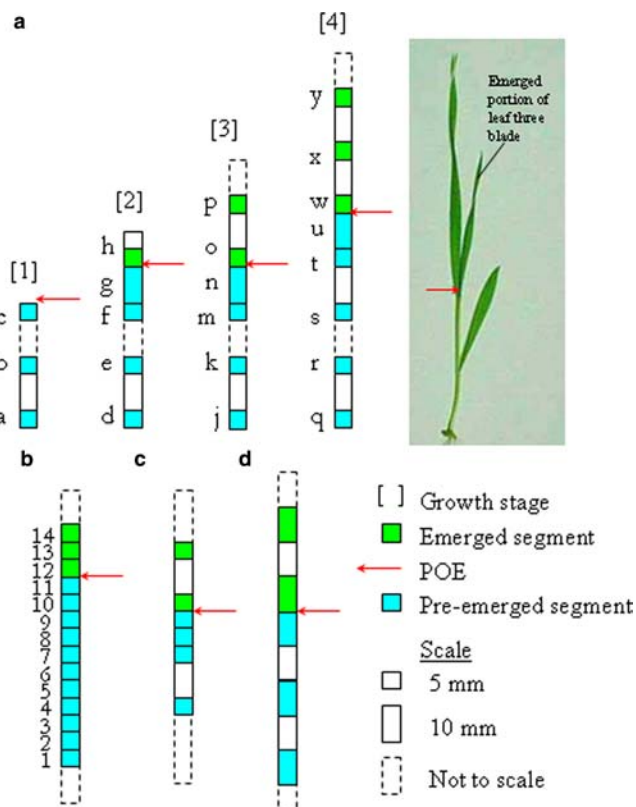 a
[4]
y
x
w
u
t
s
r
q
[3]
p
o
n
m
k
j
[2]
h
g
f
e
d
[1]
c
b
a
Emerged
portion of
leaf three
blade
b
14
13
12
11
10
9
8
7
6
5
4
3
2
1
c
d
[ ] Growth stage
Emerged segment
POE
Pre-emerged segment
Scale
5 mm
10 mm
Not to scale